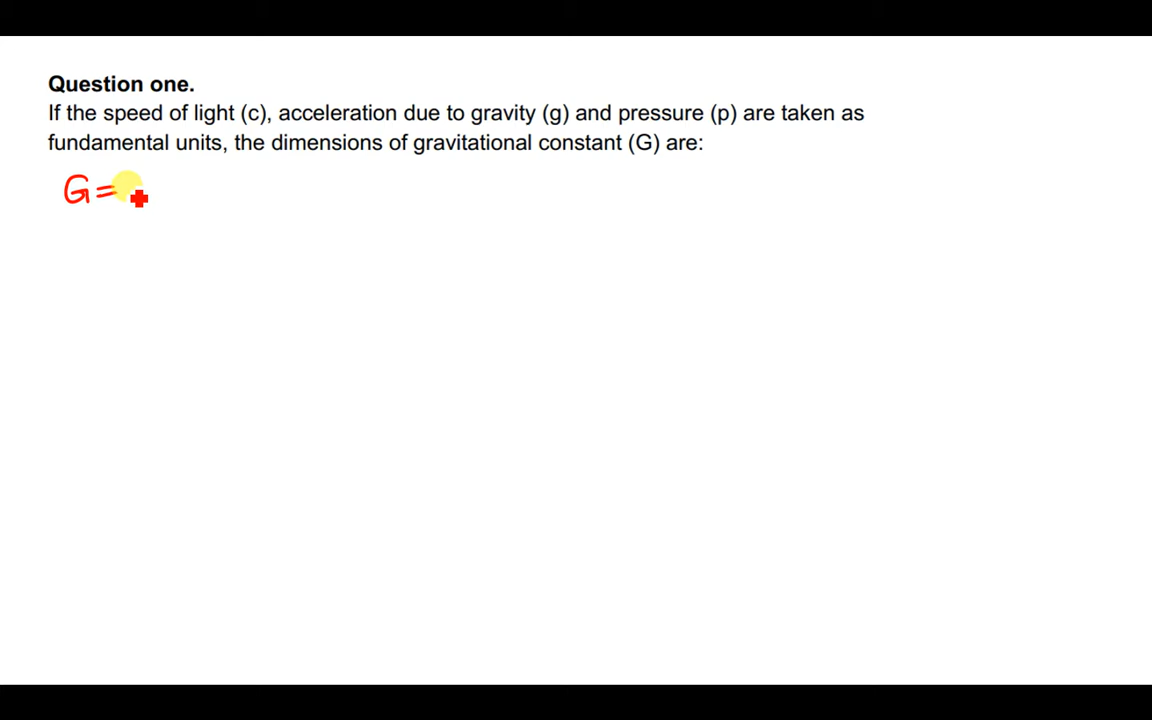 Question one.
If the speed of light (c), acceleration due to gravity (g) and pressure (p) are taken as
fundamental units, the dimensions of gravitational constant (G) are:
G=